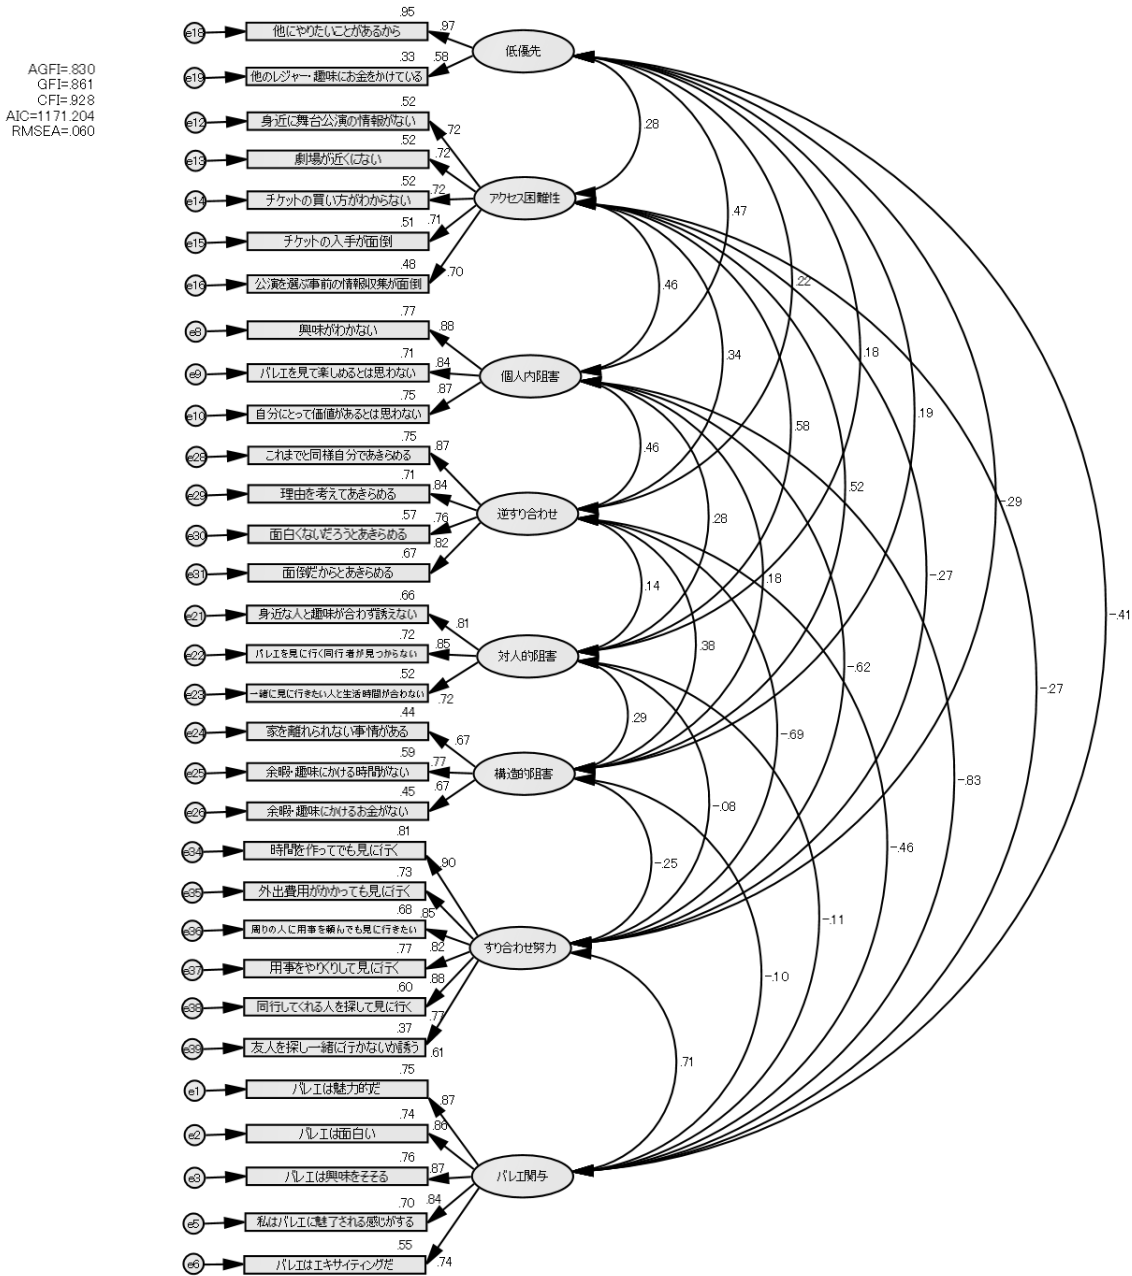 AGFI=.830
GFI=.861
CFI=.928
AIC=1171.204
RMSEA=.060
.95
e18 他にやりたいことがあるから .97
低優先
.33
e19 他のレジャー・趣味にお金をかけている .58
.52
e12 身近に舞台公演の情報がない .72
.52
e13 劇場が近くにない .72
.52
e14 チケットの買い方がわからない .72
アクセス困難性
.51
e15 チケットの入手が面倒 .71
.48
e16 公演を選ぶ事前の情報収集が面倒 .70
.77
e8 興味がわかない .88
.71
e9 バレエを見て楽しめるとは思わない .84
個人内阻害
.75
e10 自分にとって価値があるとは思わない .87
.75
e28 これまでと同様自分であきらめる .87
.71
e29 理由を考えてあきらめる .84
逆すり合わせ
.57
e30 面白くないだろうとあきらめる .76
.67
e31 面倒だからとあきらめる .82
.66
e21 身近な人と趣味が合わず誘えない .81
.72
e22 バレエを見に行く同行者が見つからない .85
対人的阻害
.52
e23 一緒に見に行きたい人と生活時間が合わない .72
.44
e24 家を離れられない事情がある .67
.59
e25 余暇・趣味にかける時間がない .77
構造的阻害
.45
e26 余暇・趣味にかけるお金がない .67
.81
e34 時間を作ってでも見に行く .90
.73
e35 外出費用がかかっても見に行く .85
.68
e36 周りの人に用事を頼んでも見に行きたい .82
すり合わせ努力
.77
e37 用事をやりくりして見に行く .88
.60
e38 同行してくれる人を探して見に行く .77
.37
e39 友人を探し一緒に行かないか誘う .61
.75
e1 バレエは魅力的だ .87
.74
e2 バレエは面白い .86
.76
e3 バレエは興味をそそる .87
バレエ関与
.70
e5 私はバレエに魅了される感じがする .84
.55
e6 バレエはエキサイティングだ .74
.28
.47
.22
.46
.34
.18
.19
.58
.46
.52
.28
-.29
.18
-.27
.14
-.41
.38
-.62
-.27
.29
-.69
-.83
-.08
-.46
-.25
-.11
-.10
.71